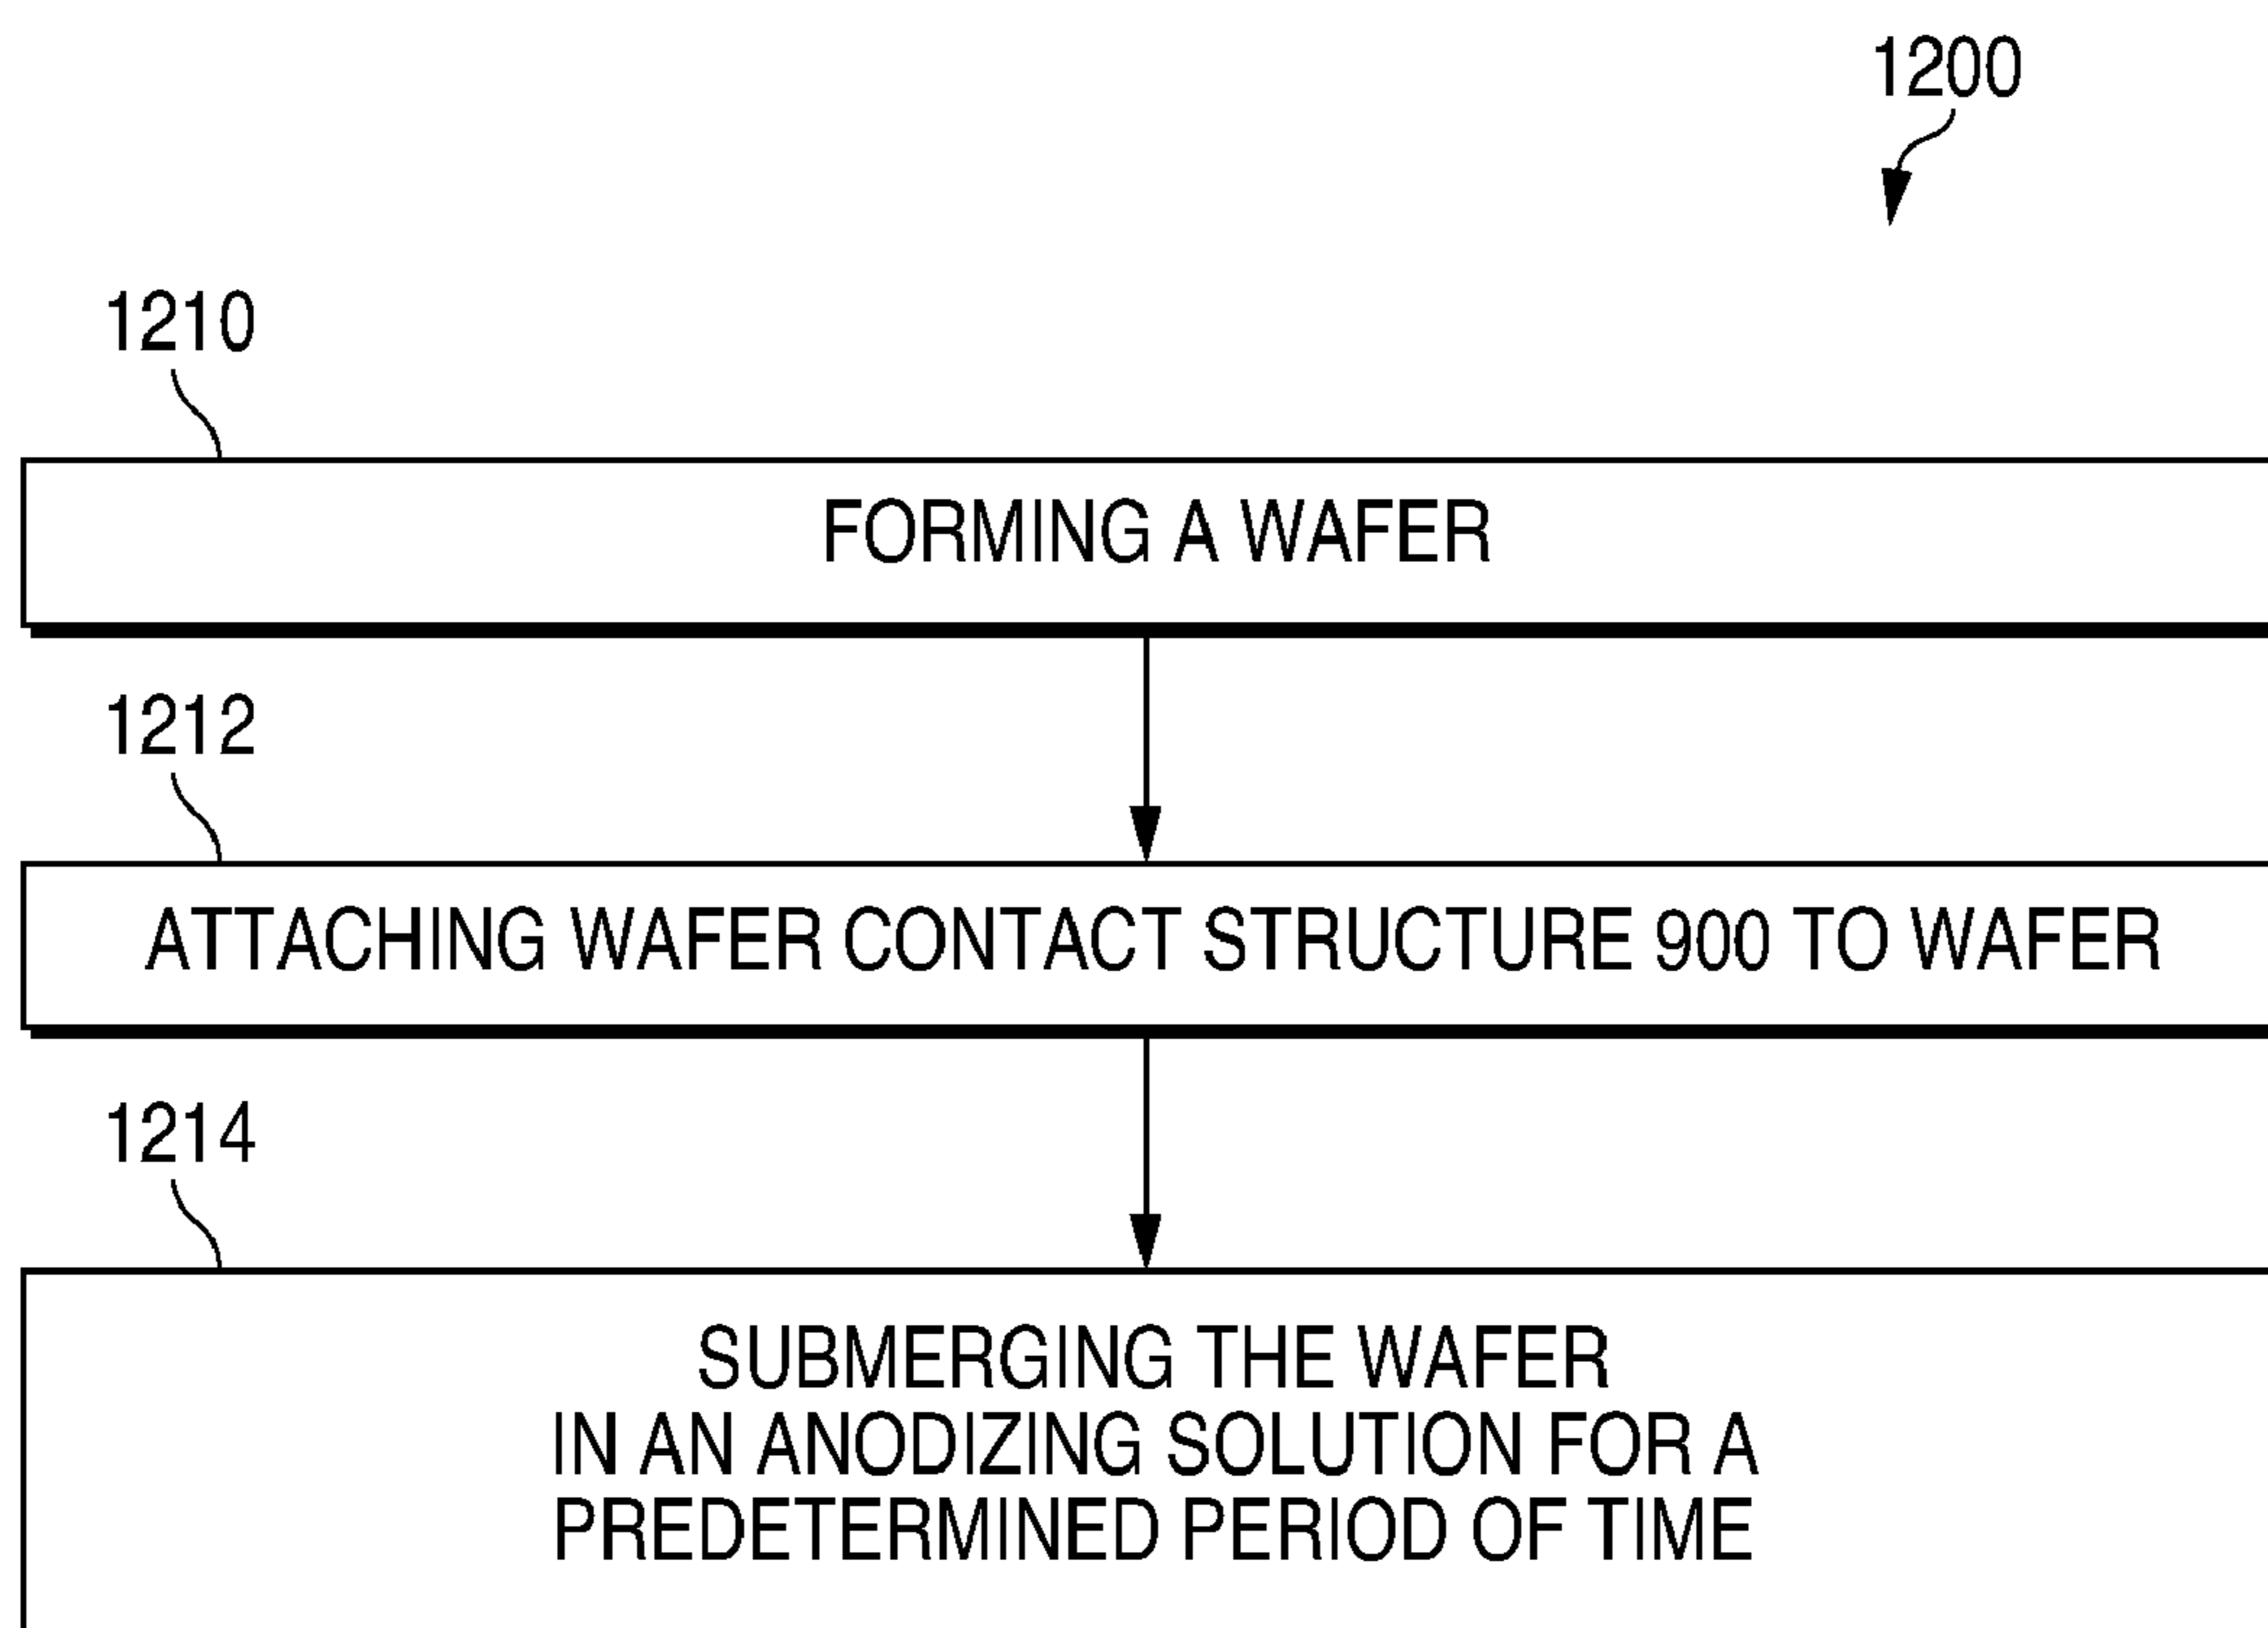 1200
1210
FORMING A WAFER
1212
ATTACHING WAFER CONTACT STRUCTURE 900 TO WAFER
1214
SUBMERGING THE WAFER
IN AN ANODIZING SOLUTION FOR A
PREDETERMINED PERIOD OF TIME